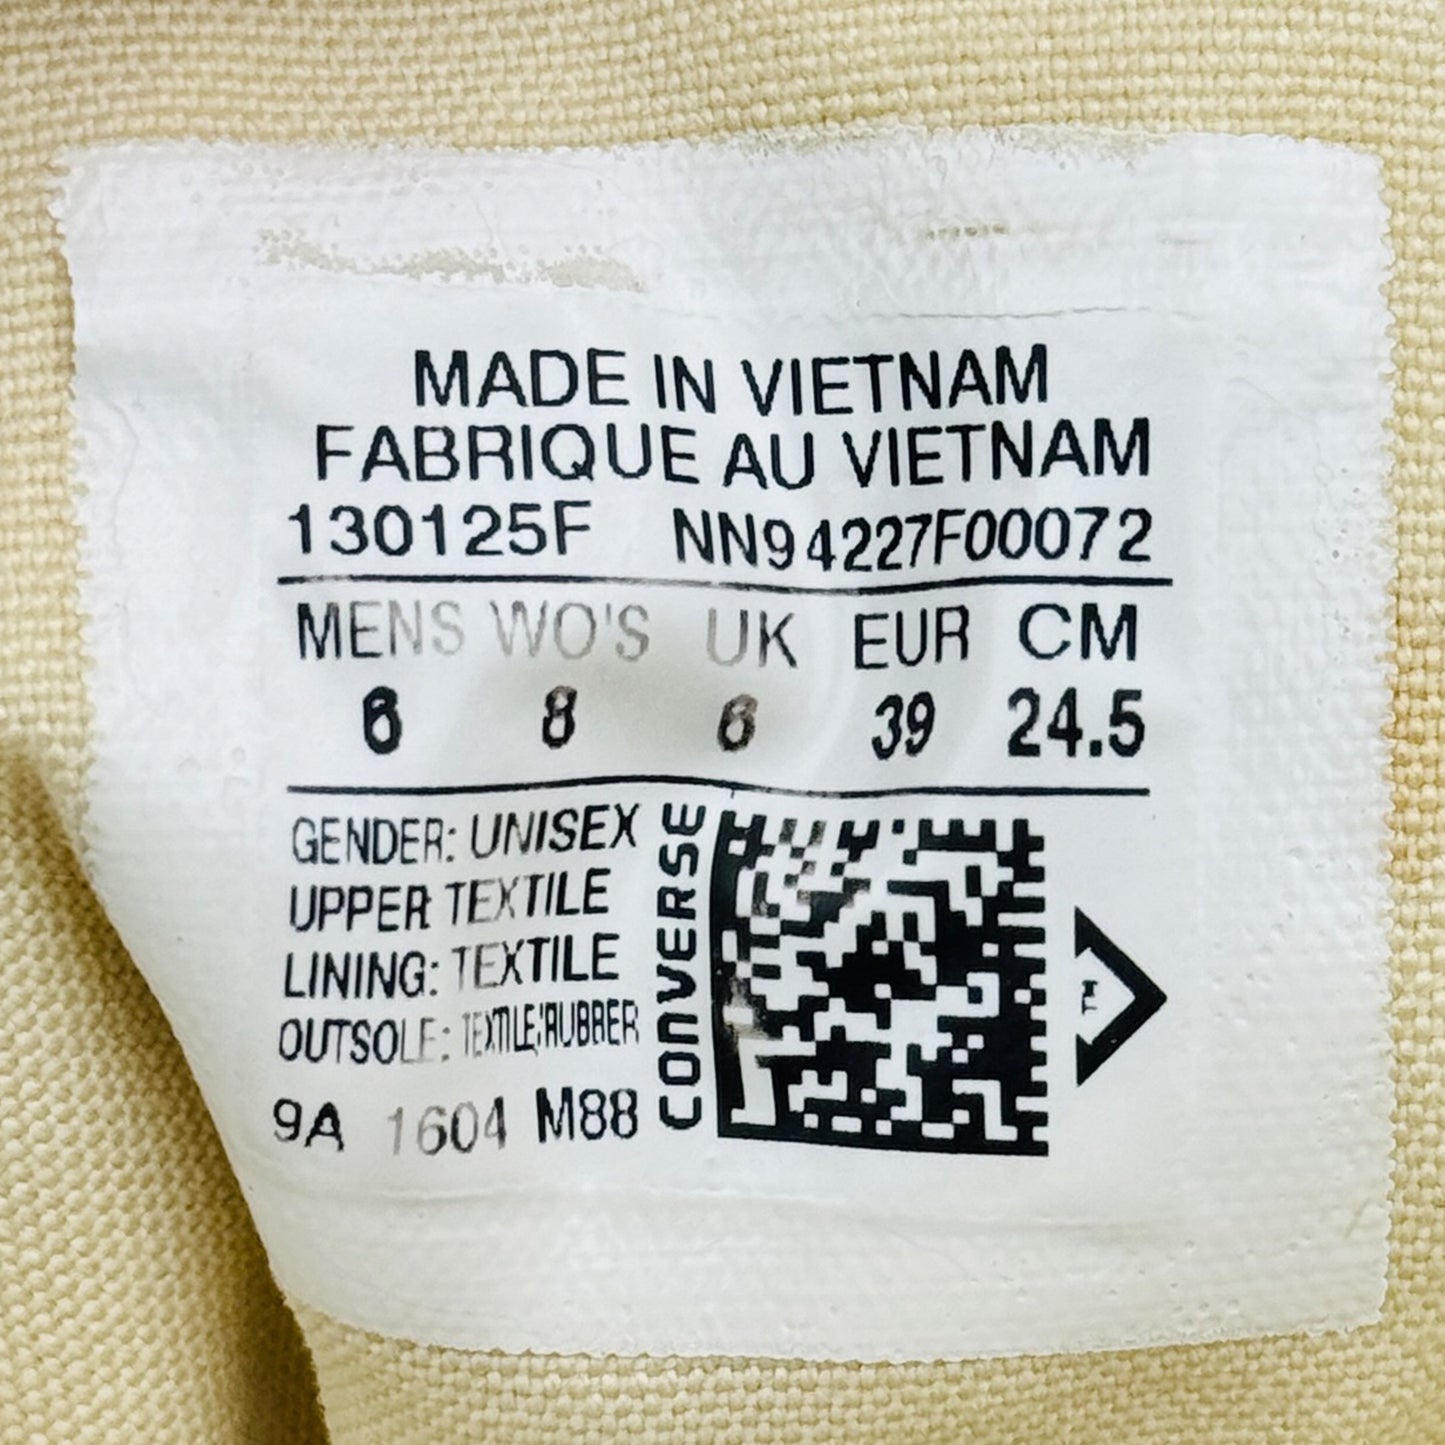 MADE IN VIETNAM
FABRIQUE AU VIETNAM
130125F NN94227F00072
MENS WO'S UK EUR CM
6 8 6 39 24.5
GENDER: UNISEX
UPPER TEXTILE
LINING: TEXTILE
OUTSOLE: TEXTILE/RUBBER
9A 1604 M88
CONVERSE